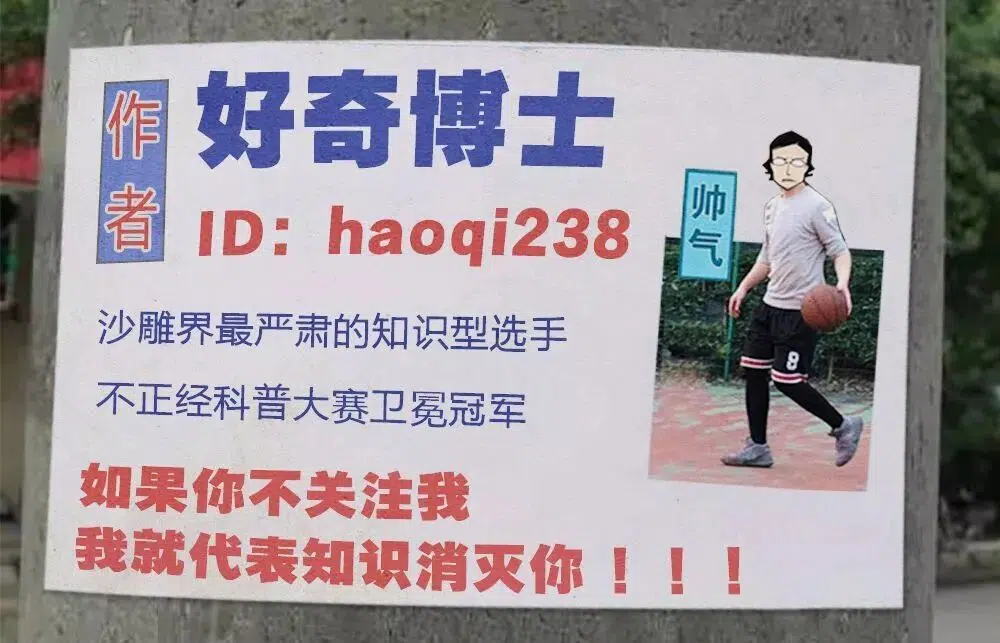 作者
好奇博士
ID：haoqi238
帅气
沙雕界最严肃的知识型选手
8
不正经科普大赛卫冕冠军
如果你不关注我
我就代表知识消灭你！！！